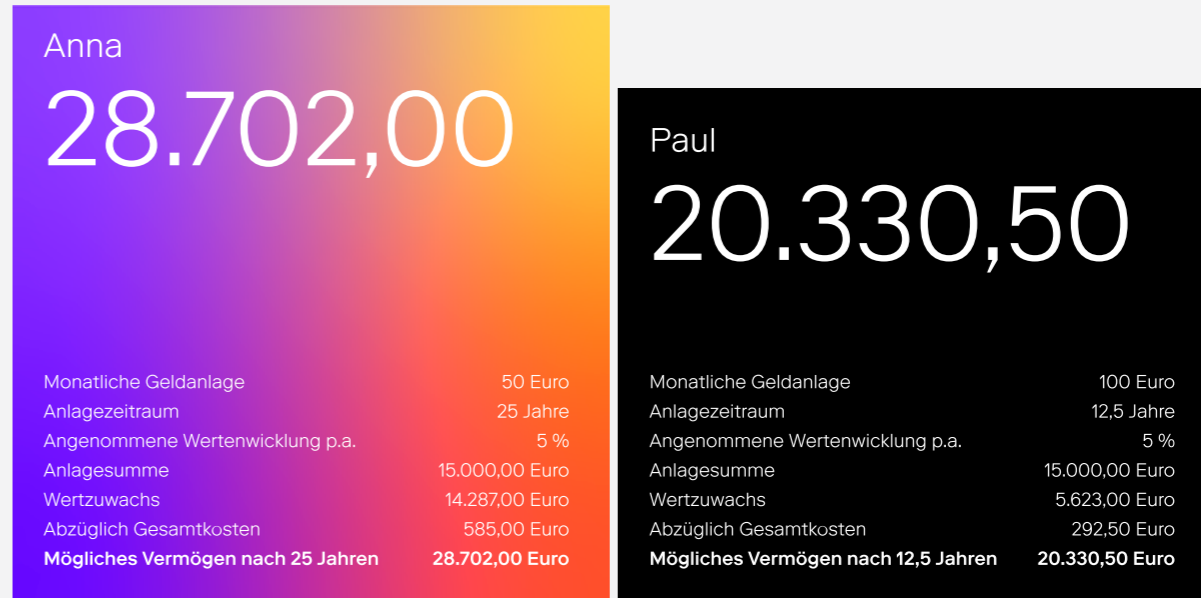 Anna
28.702,00
Monatliche Geldanlage 50 Euro
Anlagezeitraum 25 Jahre
Angenommene Wertenwicklung p.a. 5 %
Anlagesumme 15.000,00 Euro
Wertzuwachs 14.287,00 Euro
Abzüglich Gesamtkosten 585,00 Euro
Mögliches Vermögen nach 25 Jahren 28.702,00 Euro
Paul
20.330,50
Monatliche Geldanlage 100 Euro
Anlagezeitraum 12,5 Jahre
Angenommene Wertenwicklung p.a. 5 %
Anlagesumme 15.000,00 Euro
Wertzuwachs 5.623,00 Euro
Abzüglich Gesamtkosten 292,50 Euro
Mögliches Vermögen nach 12,5 Jahren 20.330,50 Euro